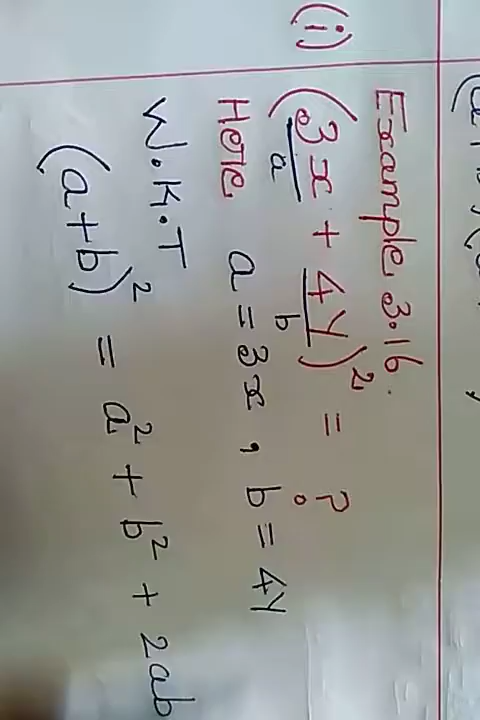 Example 3.16.
(i) (3x + 4y)² = ?
a b
Here a = 3x, b = 4y
W.K.T
(a+b)² = a² + b² + 2ab